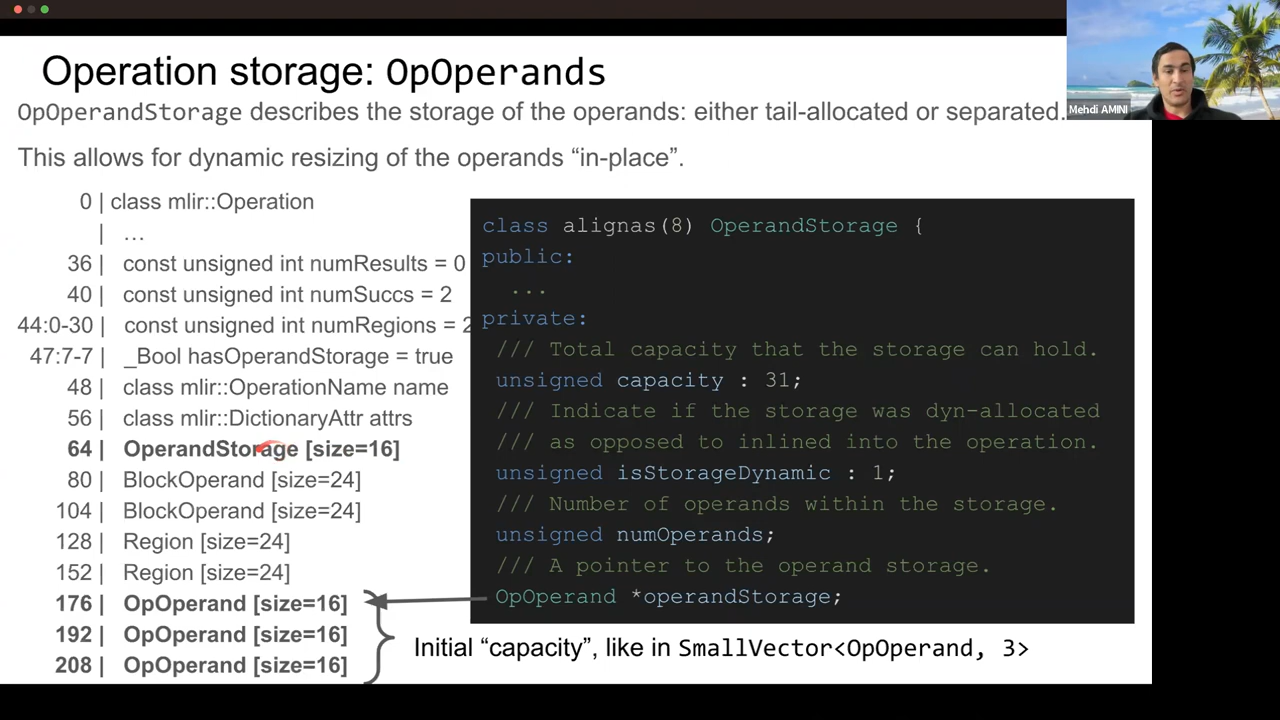 Operation storage: OpOperands
OpOperandStorage describes the storage of the operands: either tail-allocated or separated.
This allows for dynamic resizing of the operands “in-place”.
0 | class mlir::Operation
| …
36 | const unsigned int numResults = 0
40 | const unsigned int numSuccs = 2
44:0-30 | const unsigned int numRegions = 2
47:7-7 | _Bool hasOperandStorage = true
48 | class mlir::OperationName name
56 | class mlir::DictionaryAttr attrs
64 | OperandStorage [size=16]
80 | BlockOperand [size=24]
104 | BlockOperand [size=24]
128 | Region [size=24]
152 | Region [size=24]
176 | OpOperand [size=16]
192 | OpOperand [size=16]
208 | OpOperand [size=16]
class alignas(8) OperandStorage {
public:
...
private:
/// Total capacity that the storage can hold.
unsigned capacity : 31;
/// Indicate if the storage was dyn-allocated
/// as opposed to inlined into the operation.
unsigned isStorageDynamic : 1;
/// Number of operands within the storage.
unsigned numOperands;
/// A pointer to the operand storage.
OpOperand *operandStorage;
Initial “capacity”, like in SmallVector<OpOperand, 3>
Mehdi AMINI